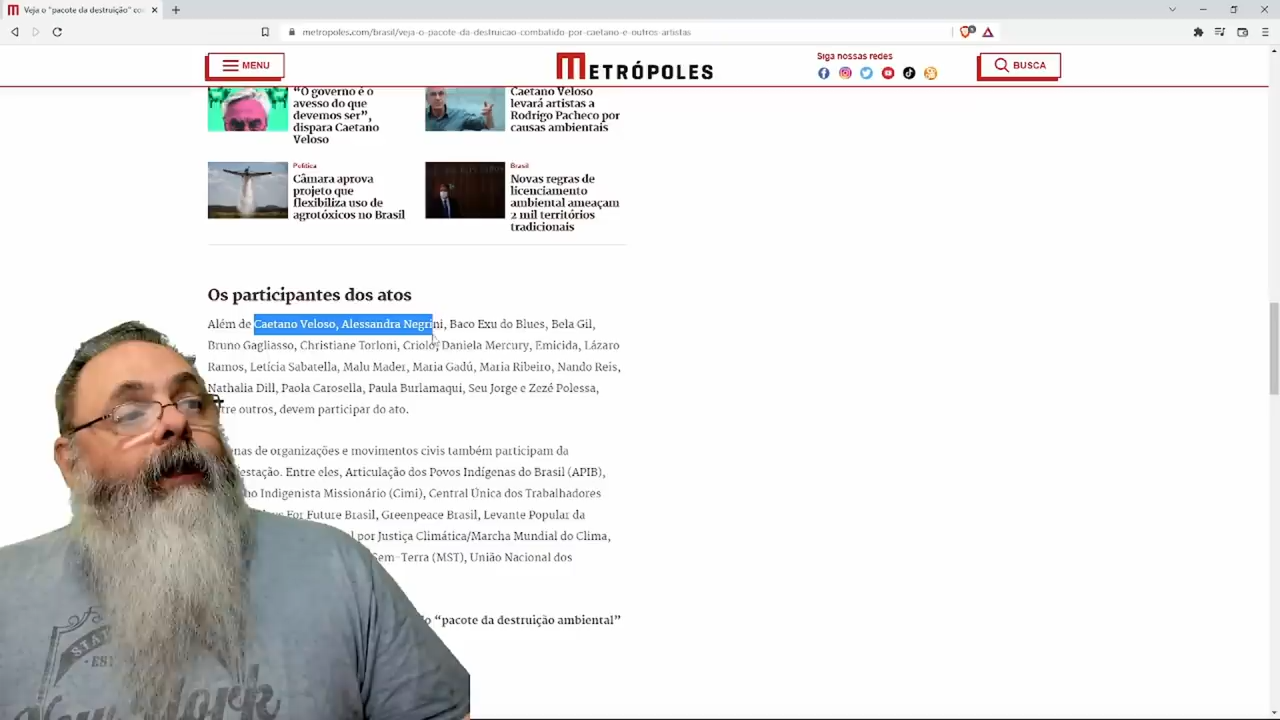 Veja o "pacote da destruição" co
metropoles.com/brasil/veja-o-pacote-da-destruicao-combatido-por-caetano-e-outros-artistas
MENU
METRÓPOLES
Siga nossas redes
BUSCA
“O governo é o
avesso do que
devemos ser”,
dispara Caetano
Veloso
Caetano Veloso
levará artistas a
Rodrigo Pacheco por
causas ambientais
Política
Câmara aprova
projeto que
flexibiliza uso de
agrotóxicos no Brasil
Brasil
Novas regras de
licenciamento
ambiental ameaçam
2 mil territórios
tradicionais
Os participantes dos atos
Além de Caetano Veloso, Alessandra Negrini, Baco Exu do Blues, Bela Gil,
Bruno Gagliasso, Christiane Torloni, Criolo, Daniela Mercury, Emicida, Lázaro
Ramos, Letícia Sabatella, Malu Mader, Maria Gadú, Maria Ribeiro, Nando Reis,
Nathalia Dill, Paola Carosella, Paula Burlamaqui, Seu Jorge e Zezé Polessa,
outros, devem participar do ato.
enas de organizações e movimentos civis também participam da
estação. Entre eles, Articulação dos Povos Indígenas do Brasil (APIB),
ho Indigenista Missionário (Cimi), Central Única dos Trabalhadores
For Future Brasil, Greenpeace Brasil, Levante Popular da
l por Justiça Climática/Marcha Mundial do Clima,
Sem-Terra (MST), União Nacional dos
o “pacote da destruição ambiental”